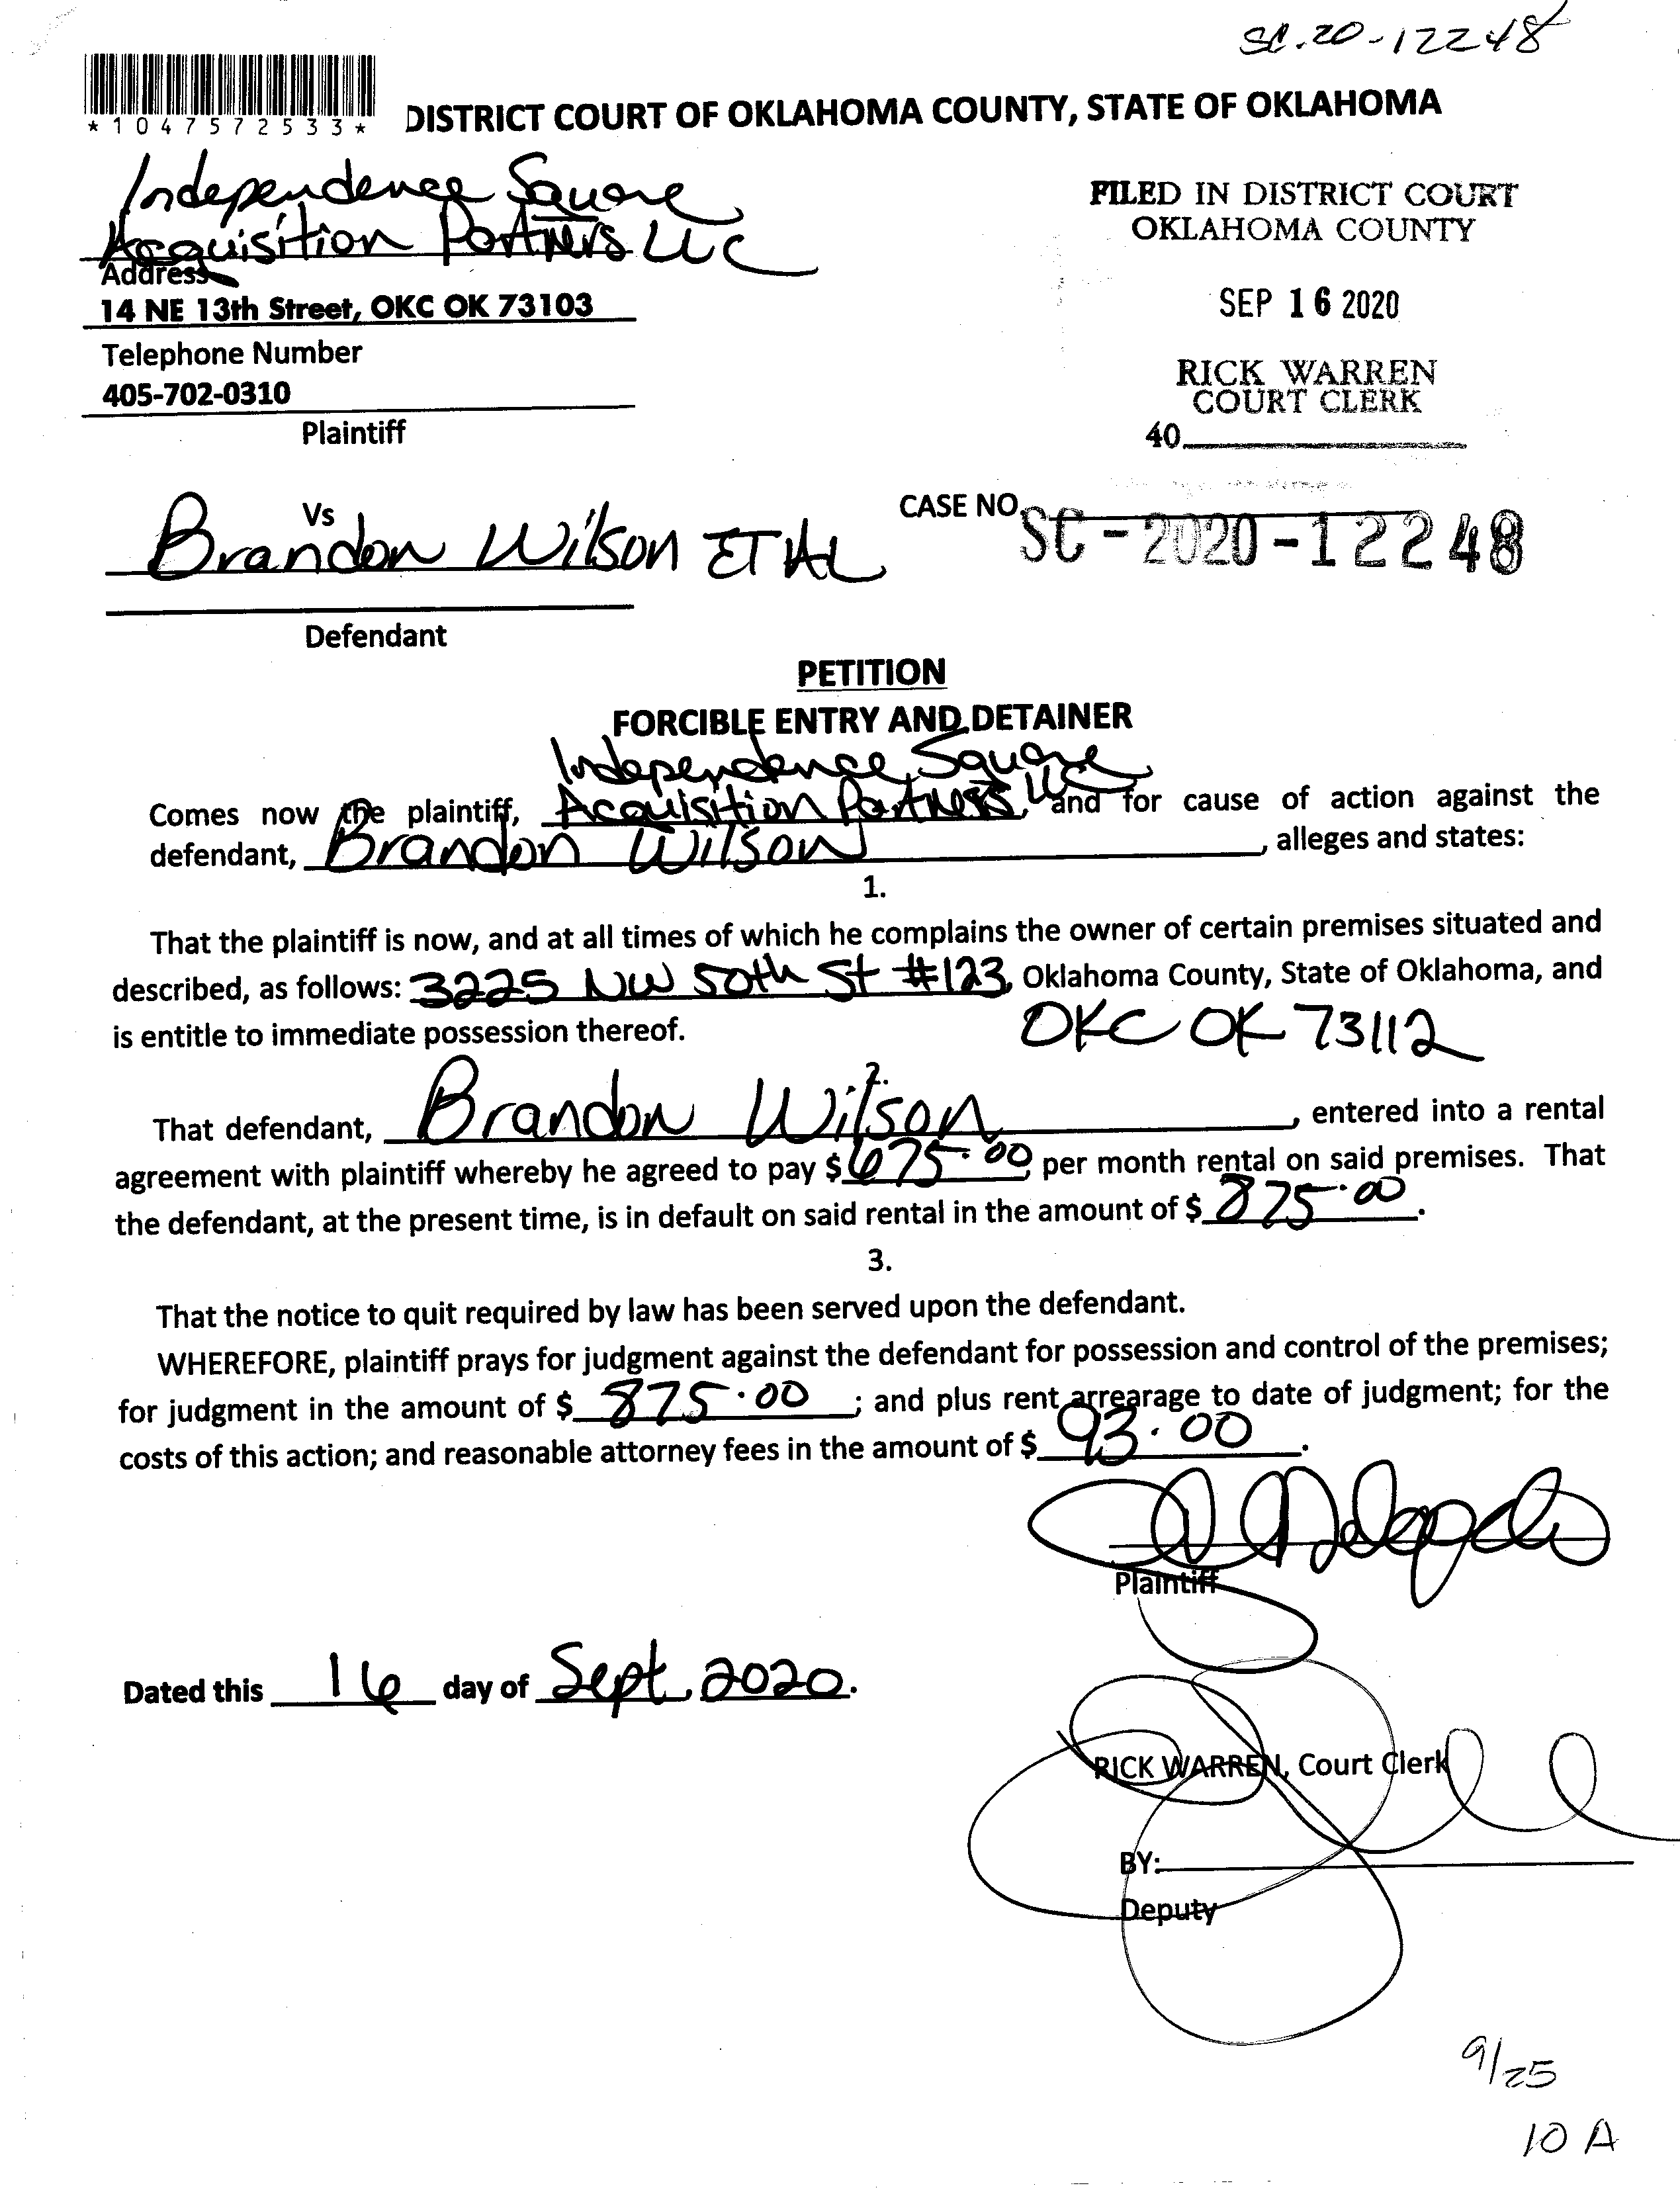 SC-20-12248
*1047572533*
DISTRICT COURT OF OKLAHOMA COUNTY, STATE OF OKLAHOMA
Independence Square
Acquisition Partners LLC
Address
14 NE 13th Street, OKC OK 73103
Telephone Number
405-702-0310
Plaintiff
FILED IN DISTRICT COURT
OKLAHOMA COUNTY
SEP 16 2020
RICK WARREN
COURT CLERK
40
Vs
Brandon Wilson ET AL
Defendant
CASE NO. SC-2020-12248
PETITION
FORCIBLE ENTRY AND DETAINER
Independence Square
Comes now the plaintiff, Acquisition Partners, LLC and for cause of action against the
defendant, Brandon Wilson, alleges and states:
1.
That the plaintiff is now, and at all times of which he complains the owner of certain premises situated and
described, as follows: 3225 NW 50th St #123, Oklahoma County, State of Oklahoma, and
is entitle to immediate possession thereof. OKC OK 73112
2.
That defendant, Brandon Wilson, entered into a rental
agreement with plaintiff whereby he agreed to pay $675.00 per month rental on said premises. That
the defendant, at the present time, is in default on said rental in the amount of $ 875.00.
3.
That the notice to quit required by law has been served upon the defendant.
WHEREFORE, plaintiff prays for judgment against the defendant for possession and control of the premises;
for judgment in the amount of $ 875.00 ; and plus rent arrearage to date of judgment; for the
costs of this action; and reasonable attorney fees in the amount of $ 93.00.
Plaintiff
Dated this 16 day of Sept 2020.
RICK WARREN, Court Clerk
BY:
Deputy
9/25
10 A